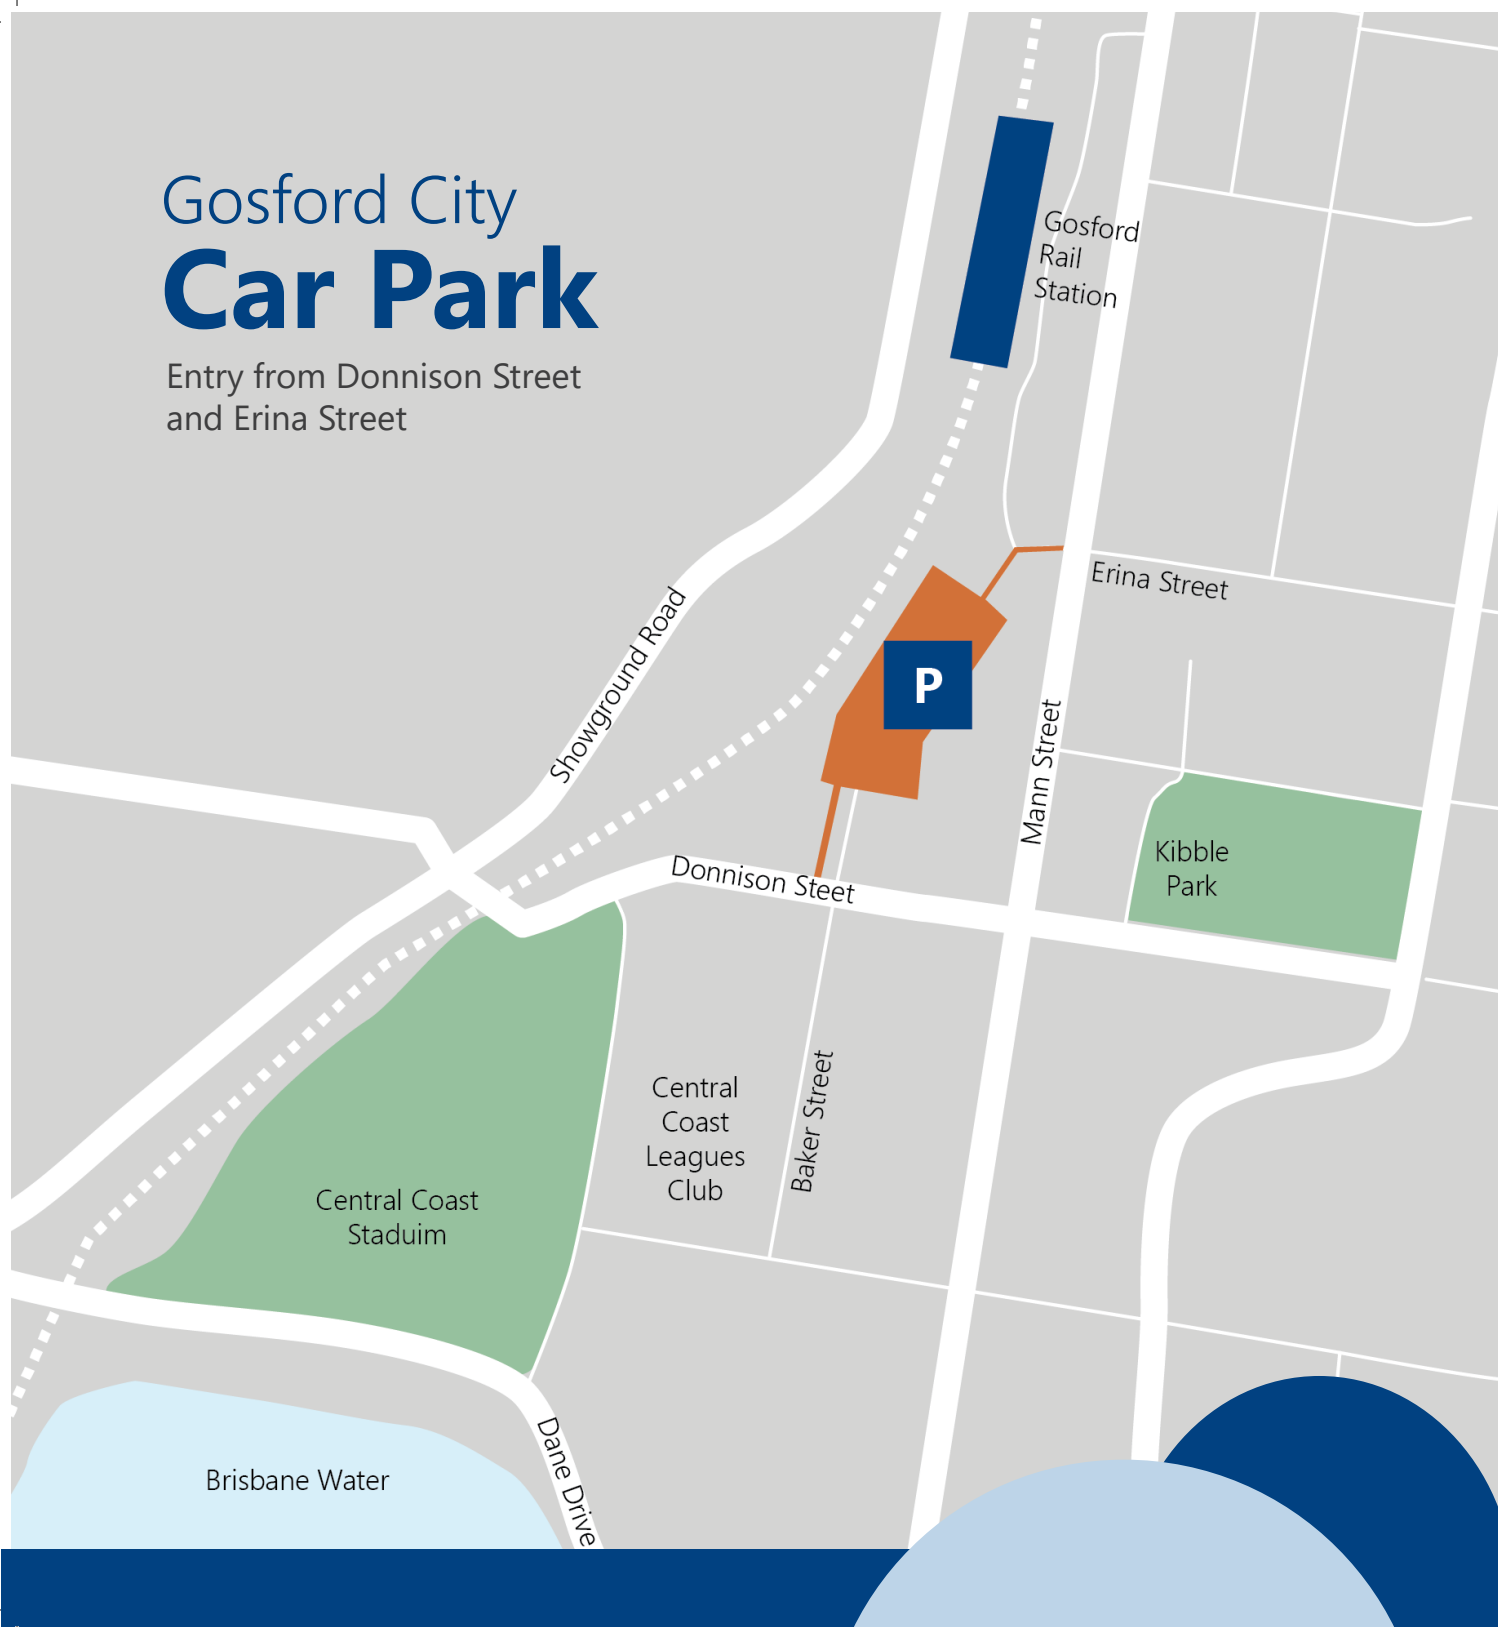 Gosford City
Car Park
Entry from Donnison Street
and Erina Street
Gosford
Rail
Station
Erina Street
Showground Road
P
Mann Street
Kibble
Park
Donnison Steet
Central
Coast
Leagues
Club
Baker Street
Central Coast
Staduim
Dane Drive
Brisbane Water